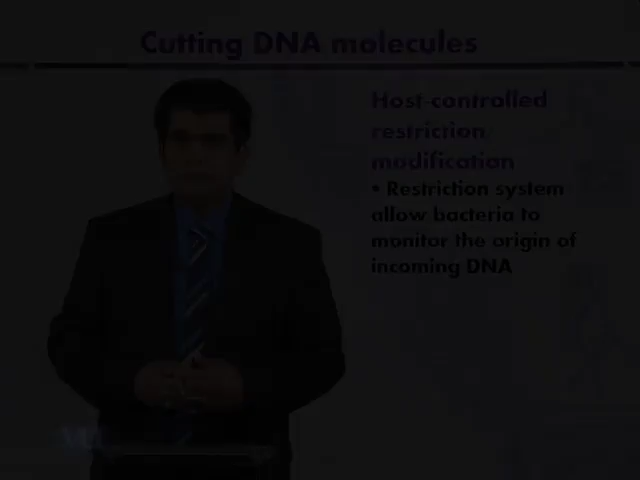 Cutting DNA molecules
Host-controlled
restriction
modification
• Restriction system
allow bacteria to
monitor the origin of
incoming DNA